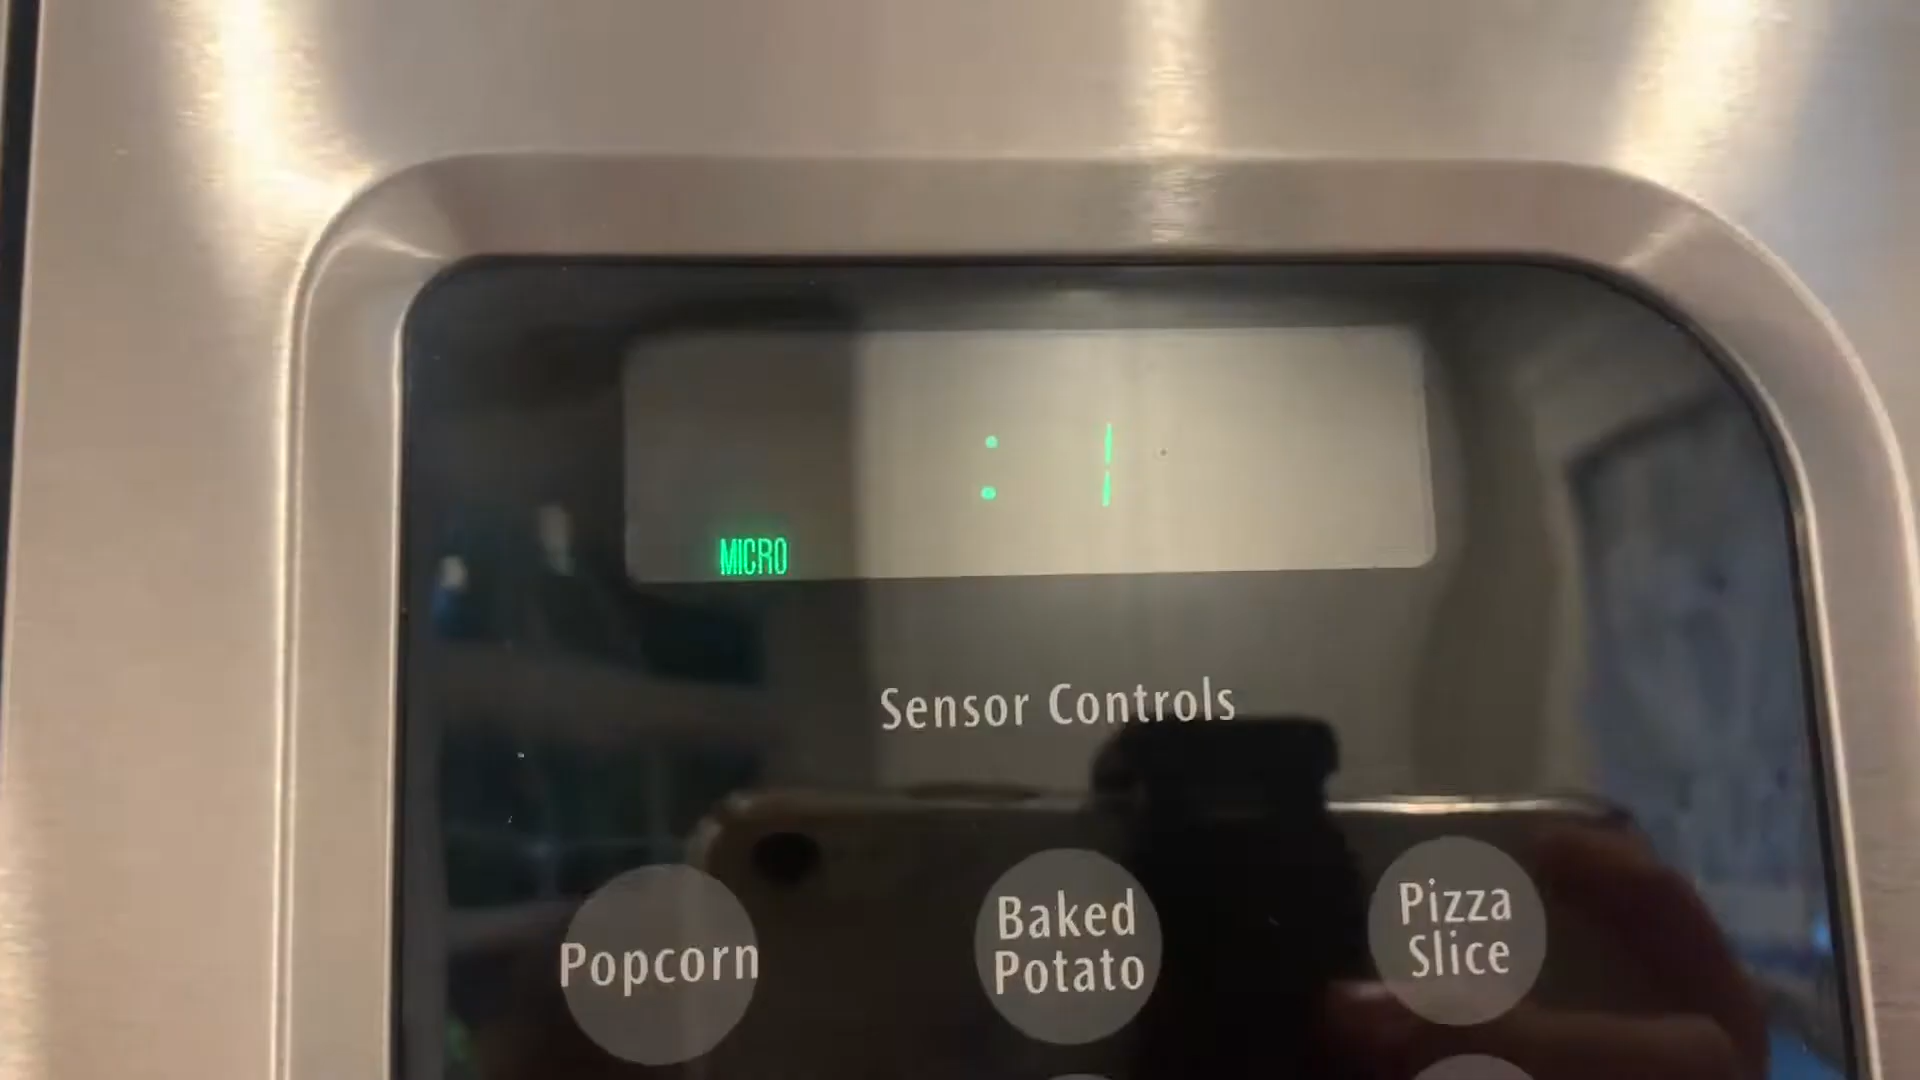 : 1
MICRO
Sensor Controls
Popcorn
Baked
Potato
Pizza
Slice